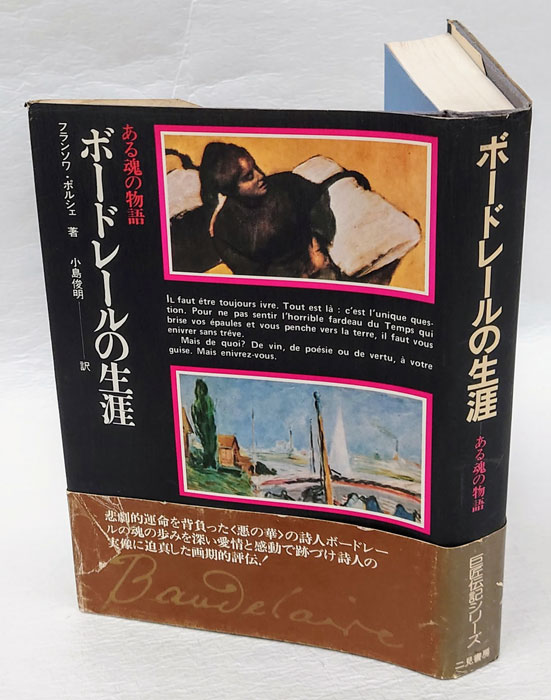 ある魂の物語
ボードレールの生涯
フランソワ・ポルシェ 著
小島俊明 訳
IL faut être toujours ivre. Tout est là : c'est l'unique ques-
tion. Pour ne pas sentir l'horrible fardeau du Temps qui
brise vos épaules et vous penche vers la terre, il faut vous
enivrer sans trêve.
Mais de quoi? De vin, de poésie ou de vertu, à votre
guise. Mais enivrez-vous.
悲劇的運命を背負った〈悪の華〉の詩人ボードレー
ルの魂の歩みを深い愛情と感動で跡づけ詩人の
実像に迫真した画期的評伝!
Baudelaire
ボードレールの生涯
ある魂の物語
巨匠伝記シリーズ
二見書房